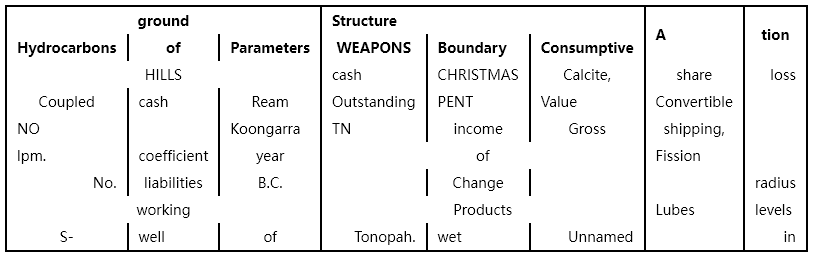 ground Structure
A tion
Hydrocarbons of Parameters WEAPONS Boundary Consumptive
HILLS cash CHRISTMAS Calcite, share loss
Coupled cash Ream Outstanding PENT Value Convertible
NO Koongarra TN income Gross shipping,
lpm. coefficient year of Fission
No. liabilities B.C. Change radius
working Products Lubes levels
S- well of Tonopah. wet Unnamed in